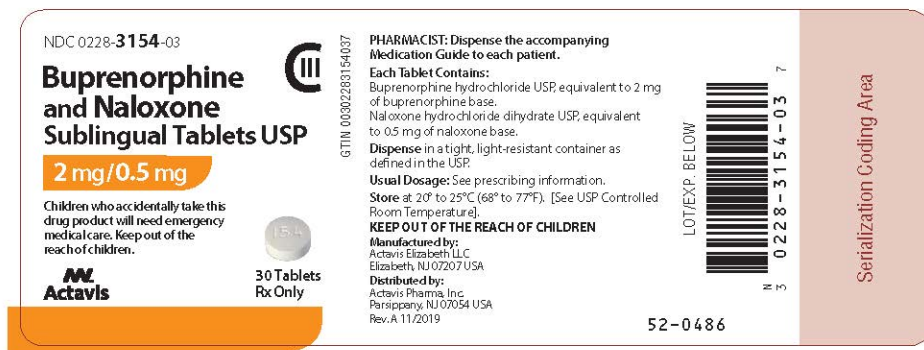 NDC 0228-3154-03
CIII
Buprenorphine
and Naloxone
Sublingual Tablets USP
2 mg/0.5 mg
Children who accidentally take this
drug product will need emergency
medical care. Keep out of the
reach of children.
154
Actavis
30 Tablets
Rx Only
GTIN 00302283154037
PHARMACIST: Dispense the accompanying
Medication Guide to each patient.
Each Tablet Contains:
Buprenorphine hydrochloride USP, equivalent to 2 mg
of buprenorphine base.
Naloxone hydrochloride dihydrate USP, equivalent
to 0.5 mg of naloxone base.
Dispense in a tight, light-resistant container as
defined in the USP.
Usual Dosage: See prescribing information.
Store at 20° to 25°C (68° to 77°F). [See USP Controlled
Room Temperature].
KEEP OUT OF THE REACH OF CHILDREN
Manufactured by:
Actavis Elizabeth LLC
Elizabeth, NJ 07207 USA
Distributed by:
Actavis Pharma, Inc.
Parsippany, NJ 07054 USA
Rev. A 11/2019
52-0486
LOT/EXP. BELOW
N
3 0228-3154-03 7
Serialization Coding Area